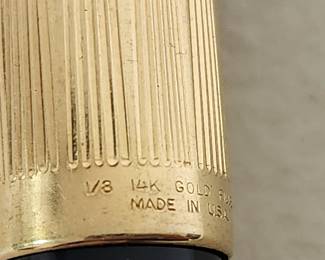 1/8 14K GOLD
MADE IN U.S.A.